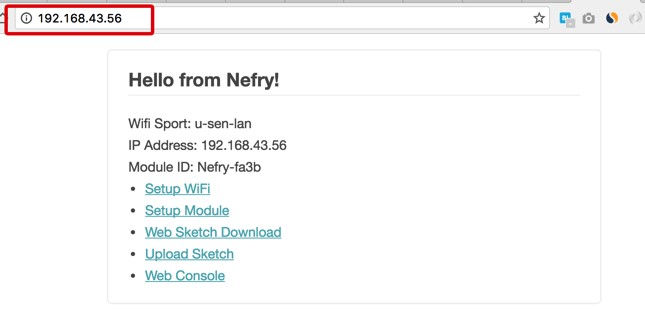 192.168.43.56
Hello from Nefry!
Wifi Sport: u-sen-lan
IP Address: 192.168.43.56
Module ID: Nefry-fa3b
Setup WiFi
Setup Module
Web Sketch Download
Upload Sketch
Web Console